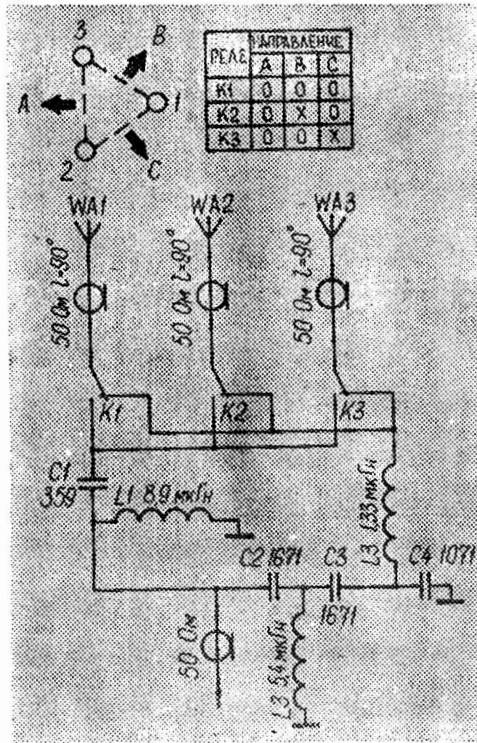 3
B
A
1
2
C
РЕЛЕ НАПРАВЛЕНИЕ
A B C
K1 0 0 0
K2 0 X 0
K3 0 0 X
WA1 WA2 WA3
50 Ом l=90°
50 Ом l=90°
50 Ом l=90°
K1 K2 K3
C1
359
L1 8,9 мкГн
L3 1,33 мкГн
C2 1671
C3
1671
C4 1071
50 Ом
L3 5,4 мкГн